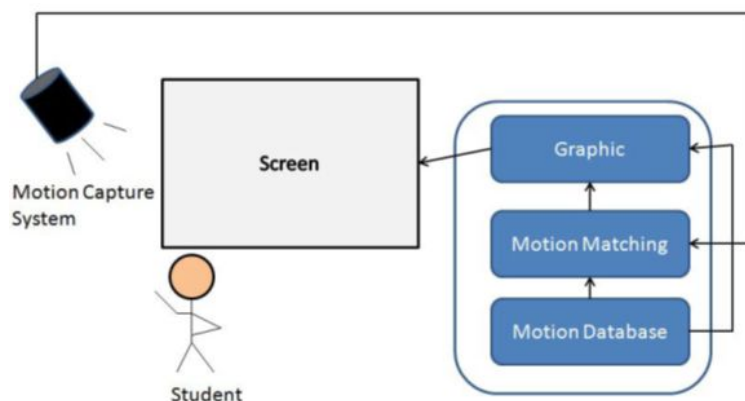 Screen
Graphic
Motion Capture
System
Motion Matching
Motion Database
Student